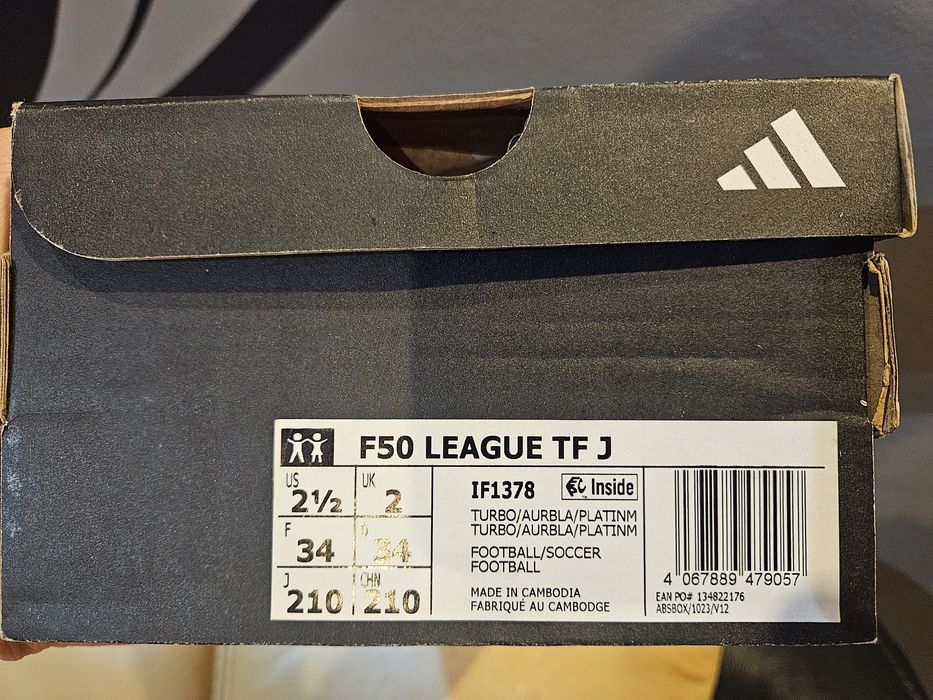 F50 LEAGUE TF J
US 2½ UK 2
F 34 D 34
J 210 CHN 210
IF1378 Inside
TURBO/AURBLA/PLATINM
TURBO/AURBLA/PLATINM
FOOTBALL/SOCCER
FOOTBALL
MADE IN CAMBODIA
FABRIQUÉ AU CAMBODGE
4 067889 479057
EAN PO# 134822176
ABSBOX/1023/V12